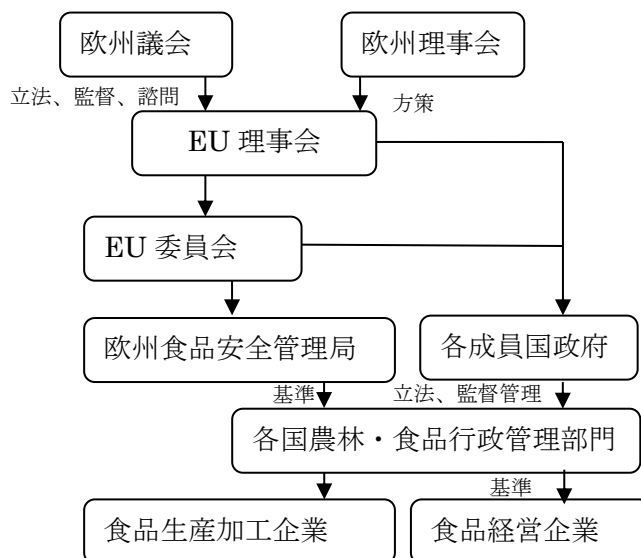 欧州議会
欧州理事会
立法、監督、諮問
方策
EU 理事会
EU 委員会
欧州食品安全管理局
各成員国政府
基準
立法、監督管理
各国農林・食品行政管理部門
基準
食品生産加工企業
食品経営企業